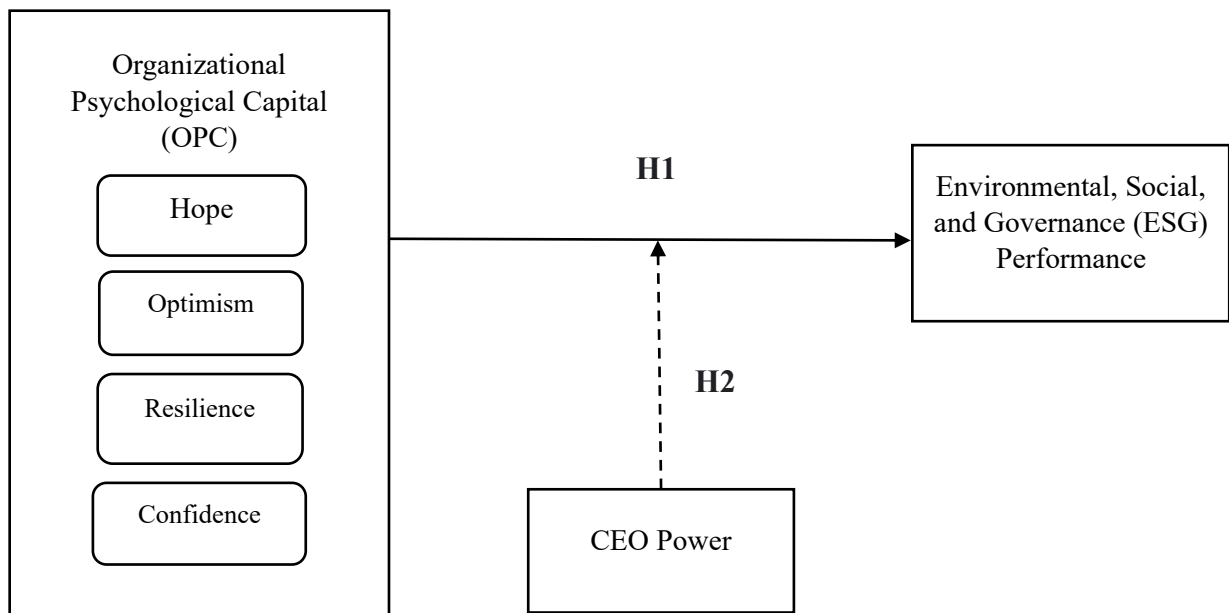 Organizational
Psychological Capital
(OPC)
Hope
Optimism
Resilience
Confidence
H1
H2
CEO Power
Environmental, Social,
and Governance (ESG)
Performance